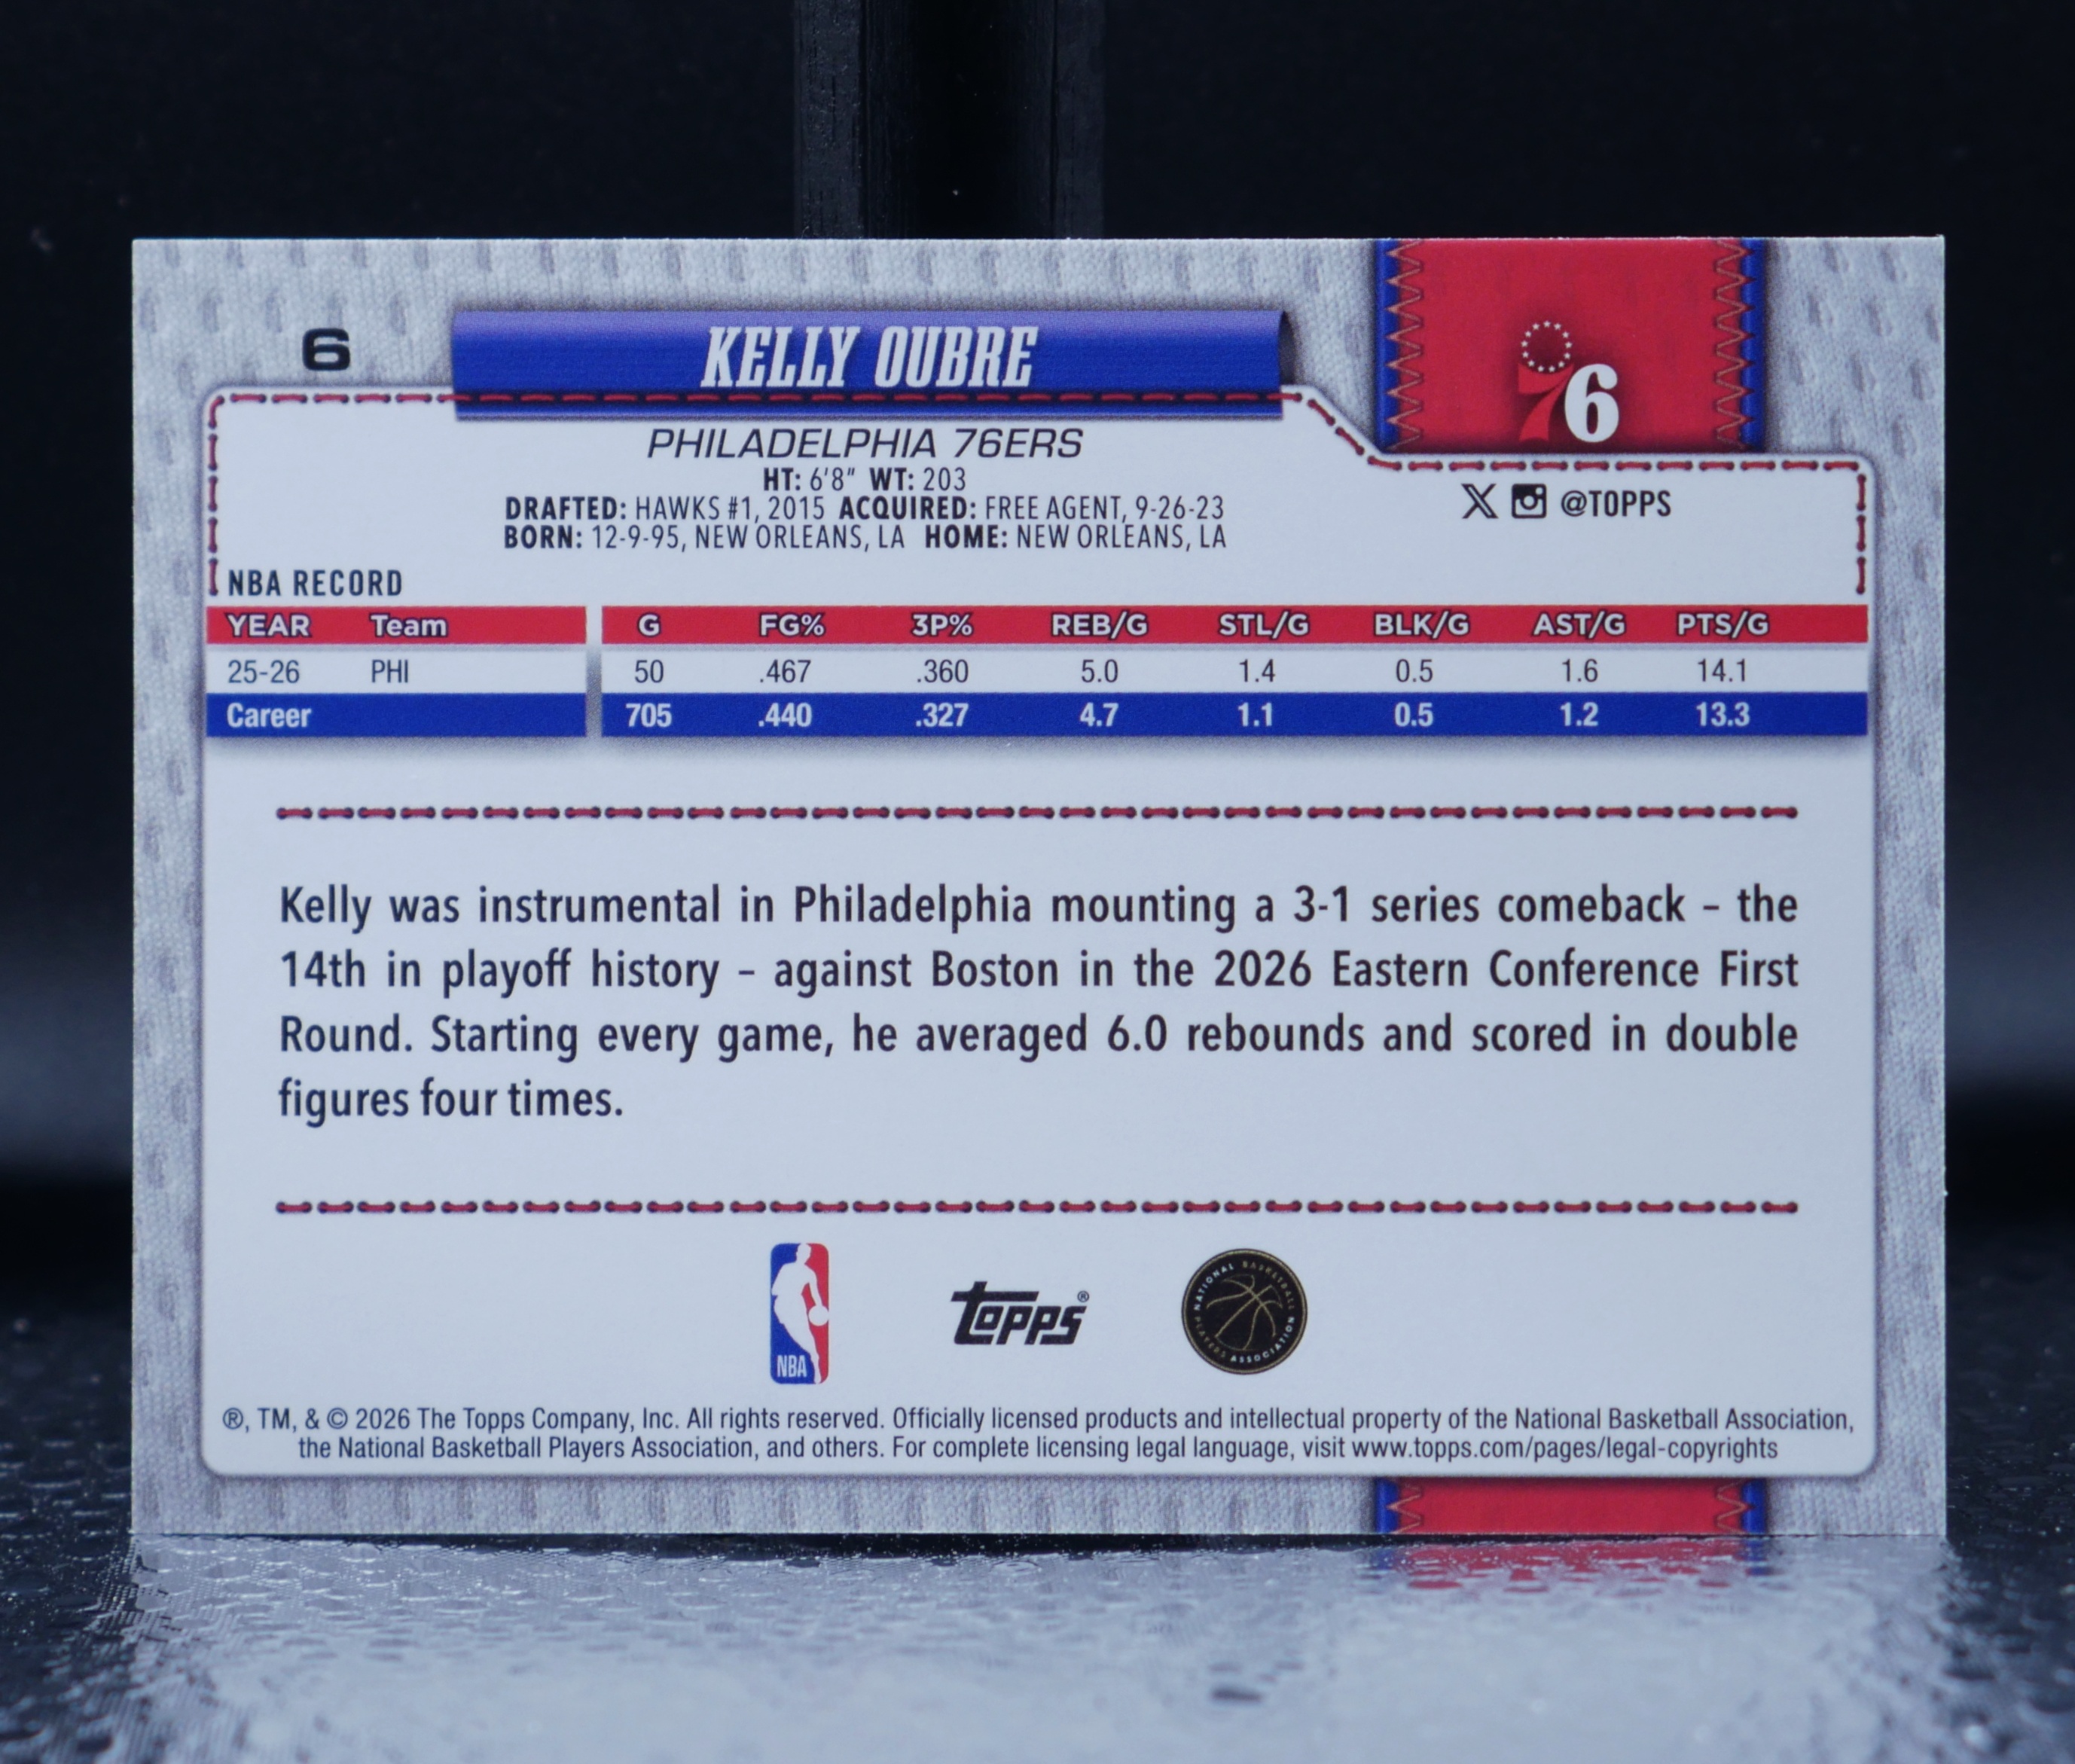 6
KELLY OUBRE
76
PHILADELPHIA 76ERS
HT: 6'8" WT: 203
DRAFTED: HAWKS #1, 2015 ACQUIRED: FREE AGENT, 9-26-23
BORN: 12-9-95, NEW ORLEANS, LA HOME: NEW ORLEANS, LA
@TOPPS
NBA RECORD
YEAR Team G FG% 3P% REB/G STL/G BLK/G AST/G PTS/G
25-26 PHI 50 .467 .360 5.0 1.4 0.5 1.6 14.1
Career 705 .440 .327 4.7 1.1 0.5 1.2 13.3
Kelly was instrumental in Philadelphia mounting a 3-1 series comeback – the
14th in playoff history – against Boston in the 2026 Eastern Conference First
Round. Starting every game, he averaged 6.0 rebounds and scored in double
figures four times.
NBA
topps®
NATIONAL BASKETBALL PLAYERS ASSOCIATION
®, TM, & © 2026 The Topps Company, Inc. All rights reserved. Officially licensed products and intellectual property of the National Basketball Association,
the National Basketball Players Association, and others. For complete licensing legal language, visit www.topps.com/pages/legal-copyrights